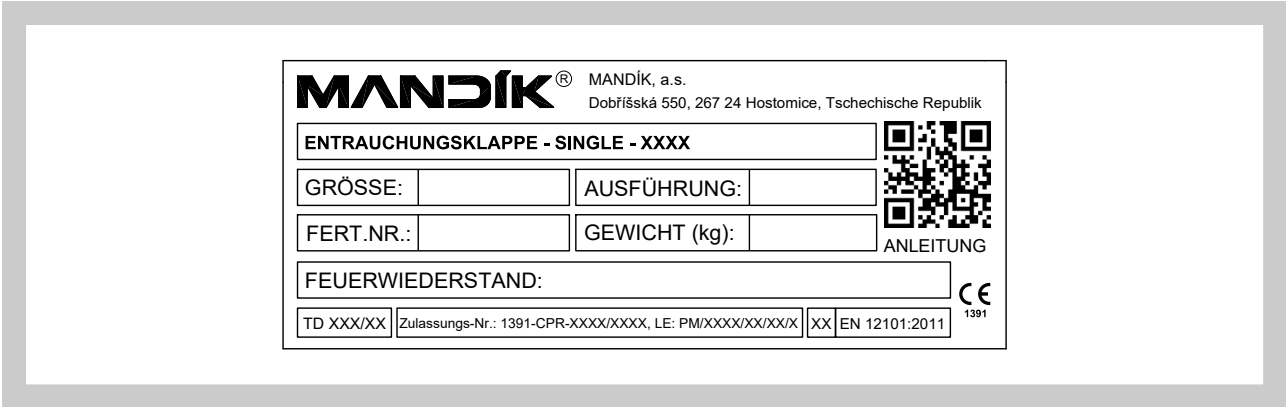 MANDÍK® MANDÍK, a.s.
Dobříšská 550, 267 24 Hostomice, Tschechische Republik
ENTRAUCHUNGSKLAPPE - SINGLE - XXXX
GRÖSSE: AUSFÜHRUNG:
FERT.NR.: GEWICHT (kg):
ANLEITUNG
FEUERWIEDERSTAND:
CE
1391
TD XXX/XX Zulassungs-Nr.: 1391-CPR-XXXX/XXXX, LE: PM/XXXX/XX/XX/X XX EN 12101:2011